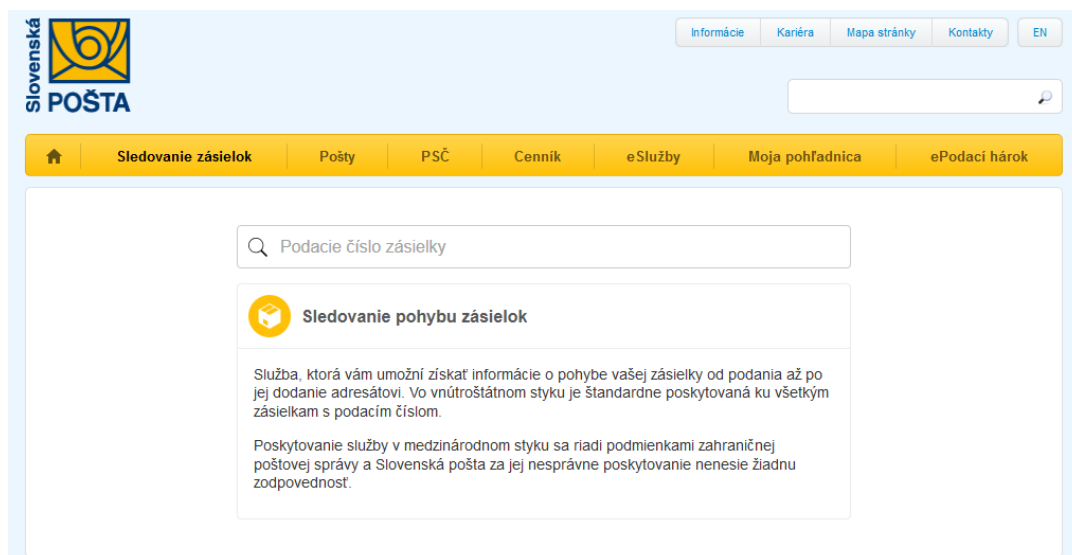 Slovenská
POŠTA
Informácie Kariéra Mapa stránky Kontakty EN
Sledovanie zásielok Pošty PSČ Cenník eSlužby Moja pohľadnica ePodací hárok
Podacie číslo zásielky
Sledovanie pohybu zásielok
Služba, ktorá vám umožní získať informácie o pohybe vašej zásielky od podania až po
jej dodanie adresátovi. Vo vnútroštátnom styku je štandardne poskytovaná ku všetkým
zásielkam s podacím číslom.
Poskytovanie služby v medzinárodnom styku sa riadi podmienkami zahraničnej
poštovej správy a Slovenská pošta za jej nesprávne poskytovanie nenesie žiadnu
zodpovednosť.